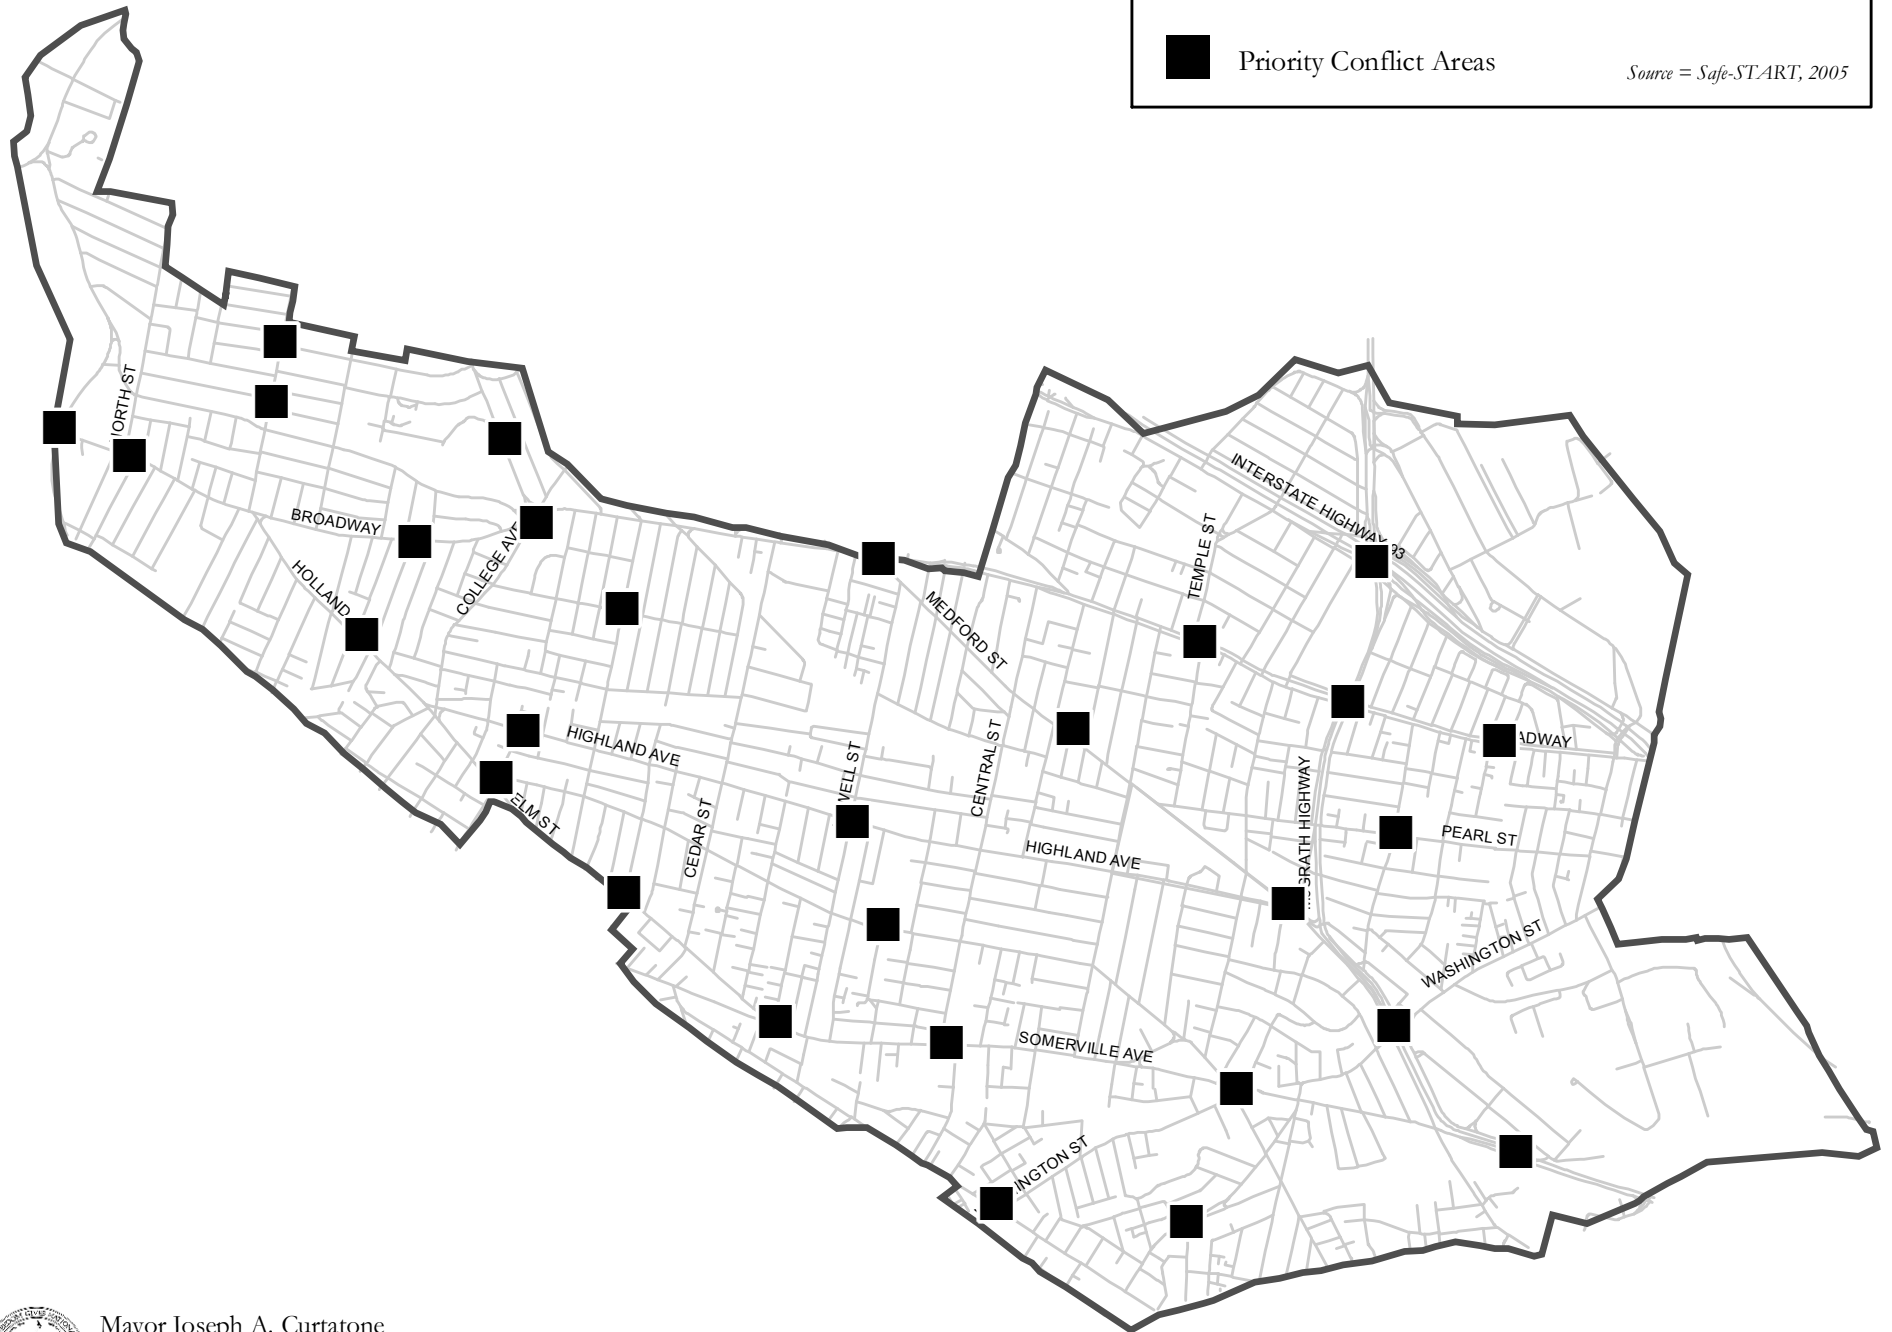 Priority Conflict Areas
Source = Safe-START, 2005
BROADWAY
HOLLAND
COLLEGE AVE
INTERSTATE HIGHWAY 93
TEMPLE ST
MEDFORD ST
HIGHLAND AVE
ELM ST
CEDAR ST
CENTRAL ST
HIGHLAND AVE
PEARL ST
WASHINGTON ST
SOMERVILLE AVE
Mayor Joseph A. Curtatone